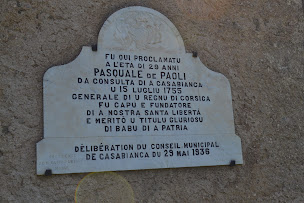 FU QUI PROCLAMATU
A L'ETA DI 29 ANNI
PASQUALE DE PAOLI
DA CONSULTA DI A CASABIANCA
U 15 LUGLIU 1755
GENERALE DI U REGNU DI CORSICA
FU CAPU E FUNDATORE
DI A NOSTRA SANTA LIBERTÀ
E MERITÒ U TITULU GLURIOSU
DI BABU DI A PATRIA
DÉLIBÉRATION DU CONSEIL MUNICIPAL
DE CASABIANCA DU 29 MAI 1936